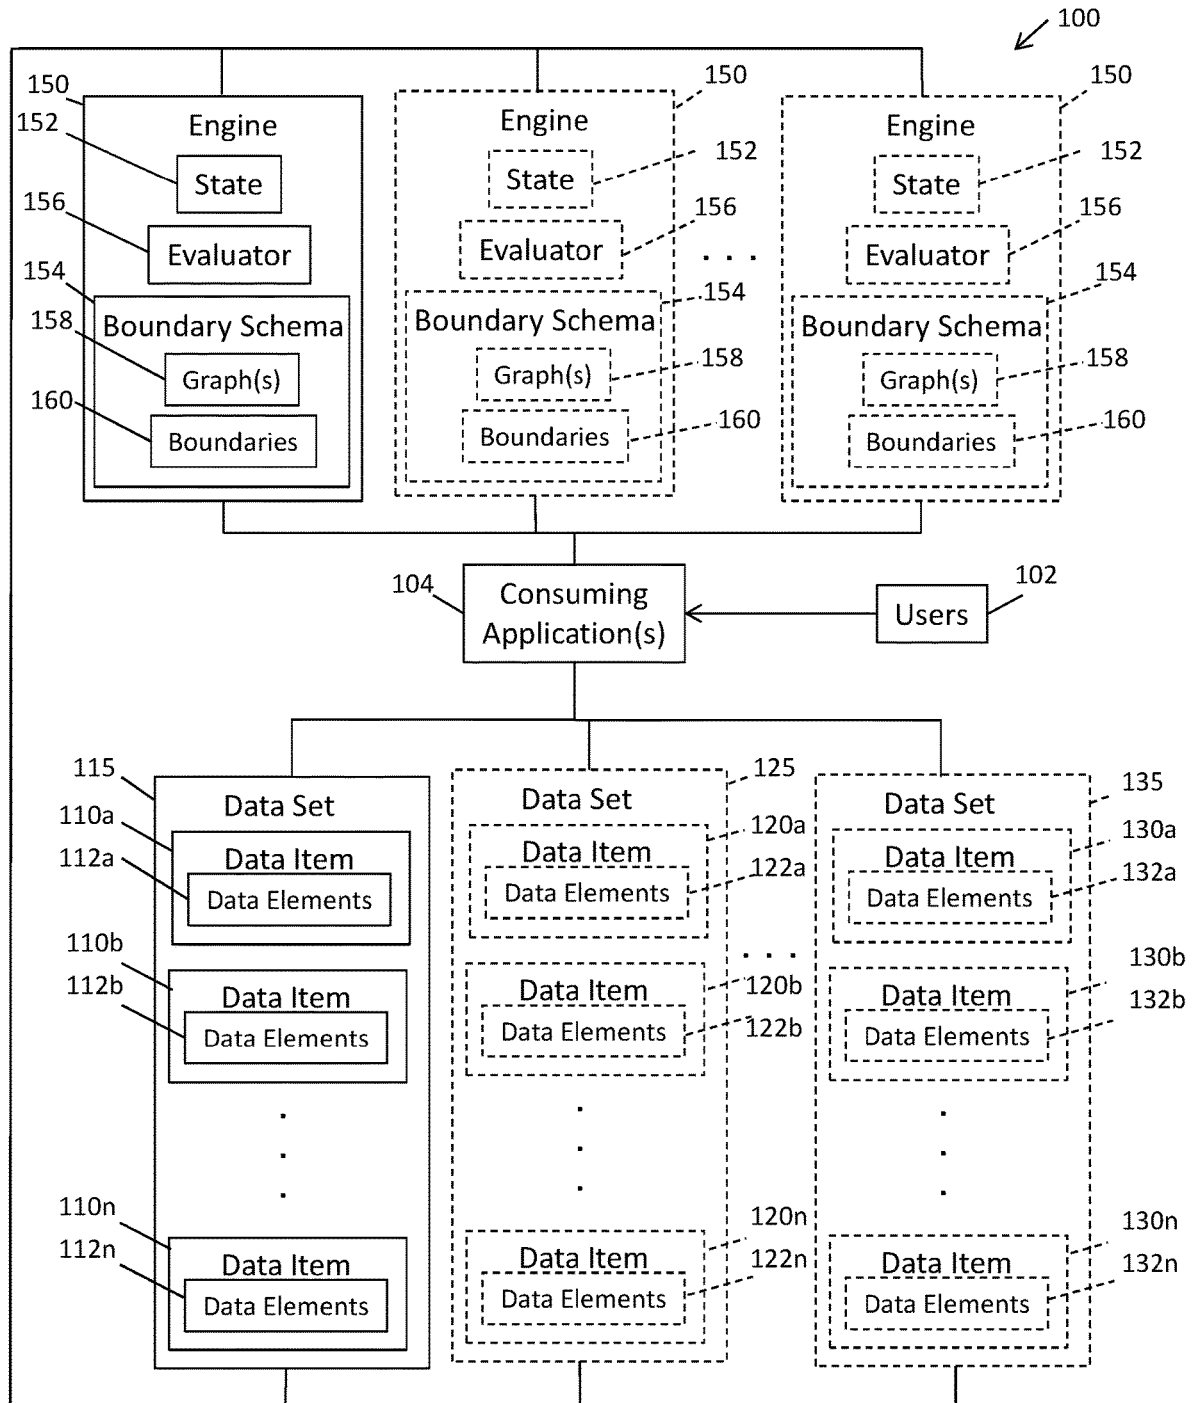 100
150
Engine
152
State
156
Evaluator
154
Boundary Schema
158
Graph(s)
160
Boundaries
150
Engine
152
State
156
Evaluator
. . .
154
Boundary Schema
158
Graph(s)
160
Boundaries
150
Engine
152
State
156
Evaluator
154
Boundary Schema
158
Graph(s)
160
Boundaries
104
Consuming
Application(s)
102
Users
115
Data Set
110a
Data Item
112a
Data Elements
110b
Data Item
112b
Data Elements
110n
Data Item
112n
Data Elements
125
Data Set
120a
Data Item
122a
Data Elements
. . .
120b
Data Item
122b
Data Elements
120n
Data Item
122n
Data Elements
135
Data Set
130a
Data Item
132a
Data Elements
130b
Data Item
132b
Data Elements
130n
Data Item
132n
Data Elements